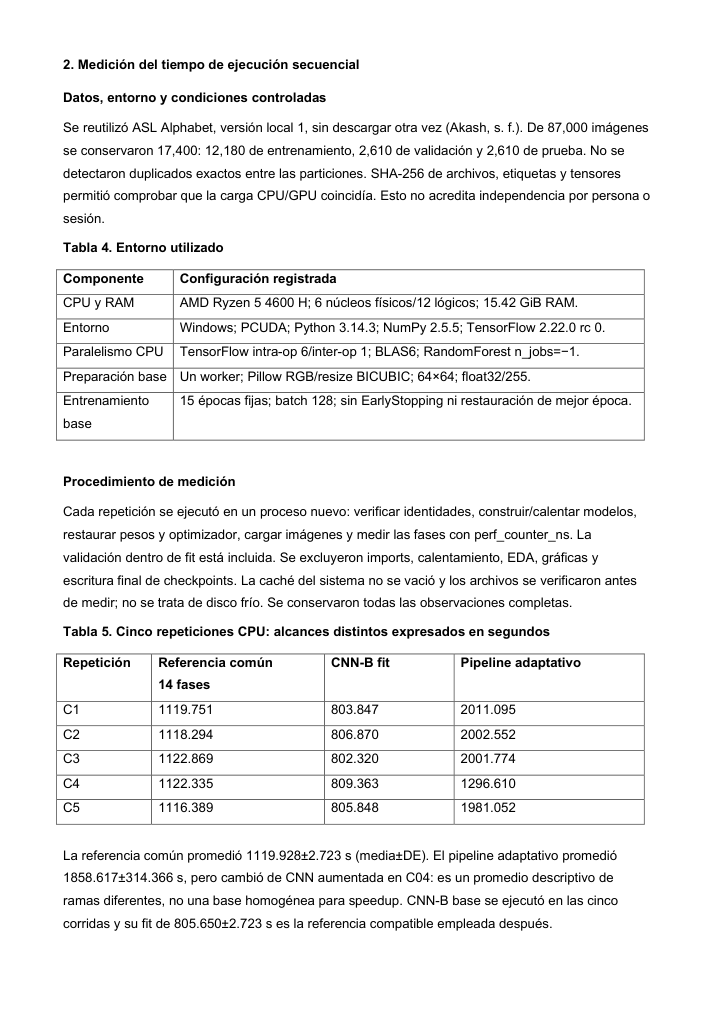 2. Medición del tiempo de ejecución secuencial
Datos, entorno y condiciones controladas
Se reutilizó ASL Alphabet, versión local 1, sin descargar otra vez (Akash, s. f.). De 87,000 imágenes
se conservaron 17,400: 12,180 de entrenamiento, 2,610 de validación y 2,610 de prueba. No se
detectaron duplicados exactos entre las particiones. SHA-256 de archivos, etiquetas y tensores
permitió comprobar que la carga CPU/GPU coincidía. Esto no acredita independencia por persona o
sesión.
Tabla 4. Entorno utilizado
Componente Configuración registrada
CPU y RAM AMD Ryzen 5 4600 H; 6 núcleos físicos/12 lógicos; 15.42 GiB RAM.
Entorno Windows; PCUDA; Python 3.14.3; NumPy 2.5.5; TensorFlow 2.22.0 rc 0.
Paralelismo CPU TensorFlow intra-op 6/inter-op 1; BLAS6; RandomForest n_jobs=−1.
Preparación base Un worker; Pillow RGB/resize BICUBIC; 64×64; float32/255.
Entrenamiento 15 épocas fijas; batch 128; sin EarlyStopping ni restauración de mejor época.
base
Procedimiento de medición
Cada repetición se ejecutó en un proceso nuevo: verificar identidades, construir/calentar modelos,
restaurar pesos y optimizador, cargar imágenes y medir las fases con perf_counter_ns. La
validación dentro de fit está incluida. Se excluyeron imports, calentamiento, EDA, gráficas y
escritura final de checkpoints. La caché del sistema no se vació y los archivos se verificaron antes
de medir; no se trata de disco frío. Se conservaron todas las observaciones completas.
Tabla 5. Cinco repeticiones CPU: alcances distintos expresados en segundos
Repetición Referencia común CNN-B fit Pipeline adaptativo
14 fases
C1 1119.751 803.847 2011.095
C2 1118.294 806.870 2002.552
C3 1122.869 802.320 2001.774
C4 1122.335 809.363 1296.610
C5 1116.389 805.848 1981.052
La referencia común promedió 1119.928±2.723 s (media±DE). El pipeline adaptativo promedió
1858.617±314.366 s, pero cambió de CNN aumentada en C04: es un promedio descriptivo de
ramas diferentes, no una base homogénea para speedup. CNN-B base se ejecutó en las cinco
corridas y su fit de 805.650±2.723 s es la referencia compatible empleada después.